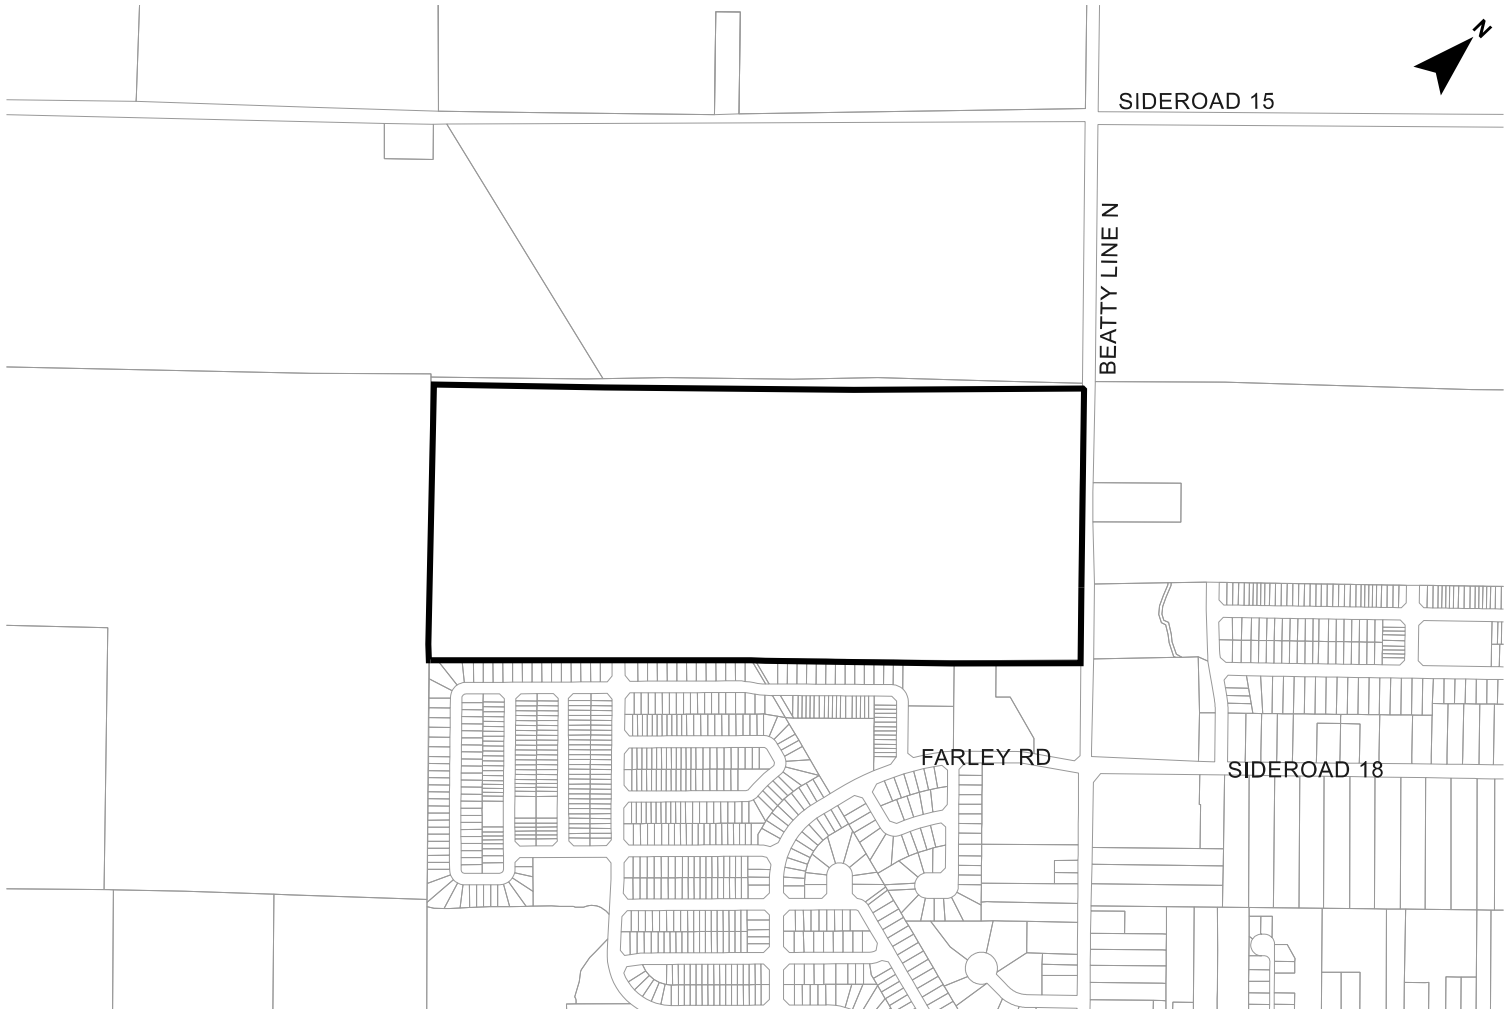 N
SIDEROAD 15
BEATTY LINE N
FARLEY RD
SIDEROAD 18